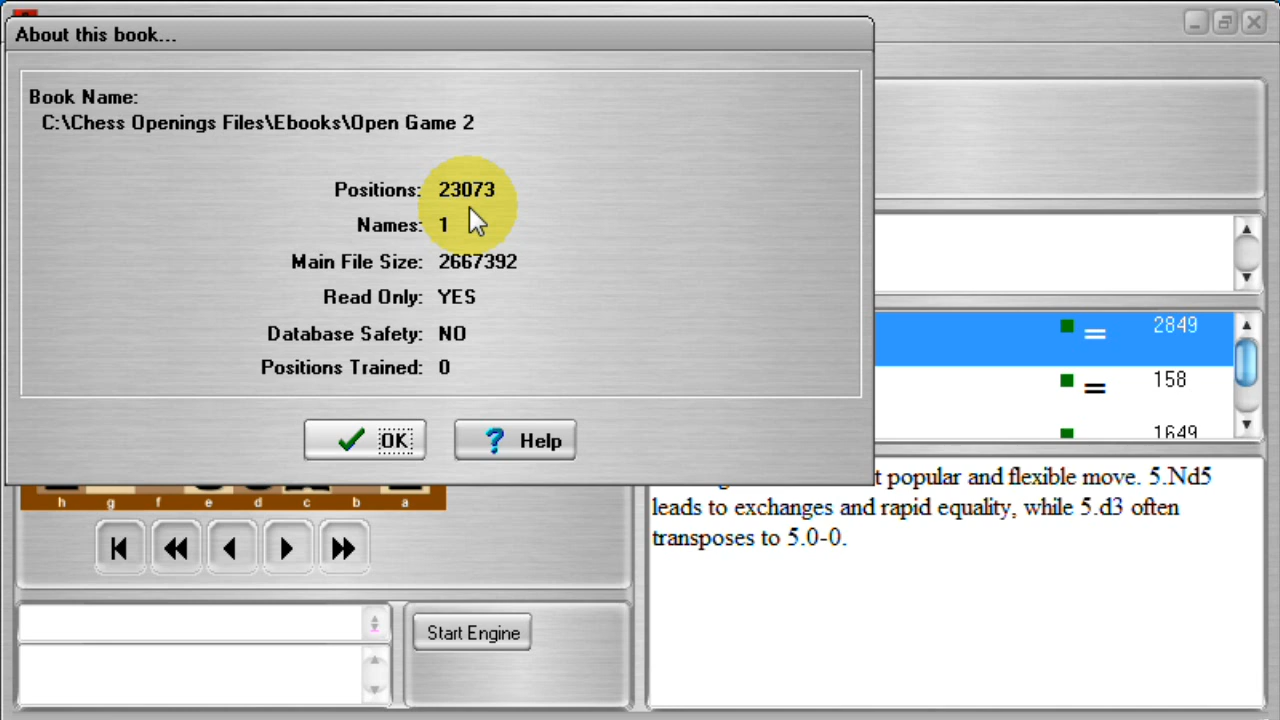 About this book...
Book Name:
C:\Chess Openings Files\Ebooks\Open Game 2
Positions: 23073
Names: 1
Main File Size: 2667392
Read Only: YES
Database Safety: NO
Positions Trained: 0
OK Help
= 2849
= 158
1649
h g f e d c b a
t popular and flexible move. 5.Nd5
leads to exchanges and rapid equality, while 5.d3 often
transposes to 5.0-0.
Start Engine